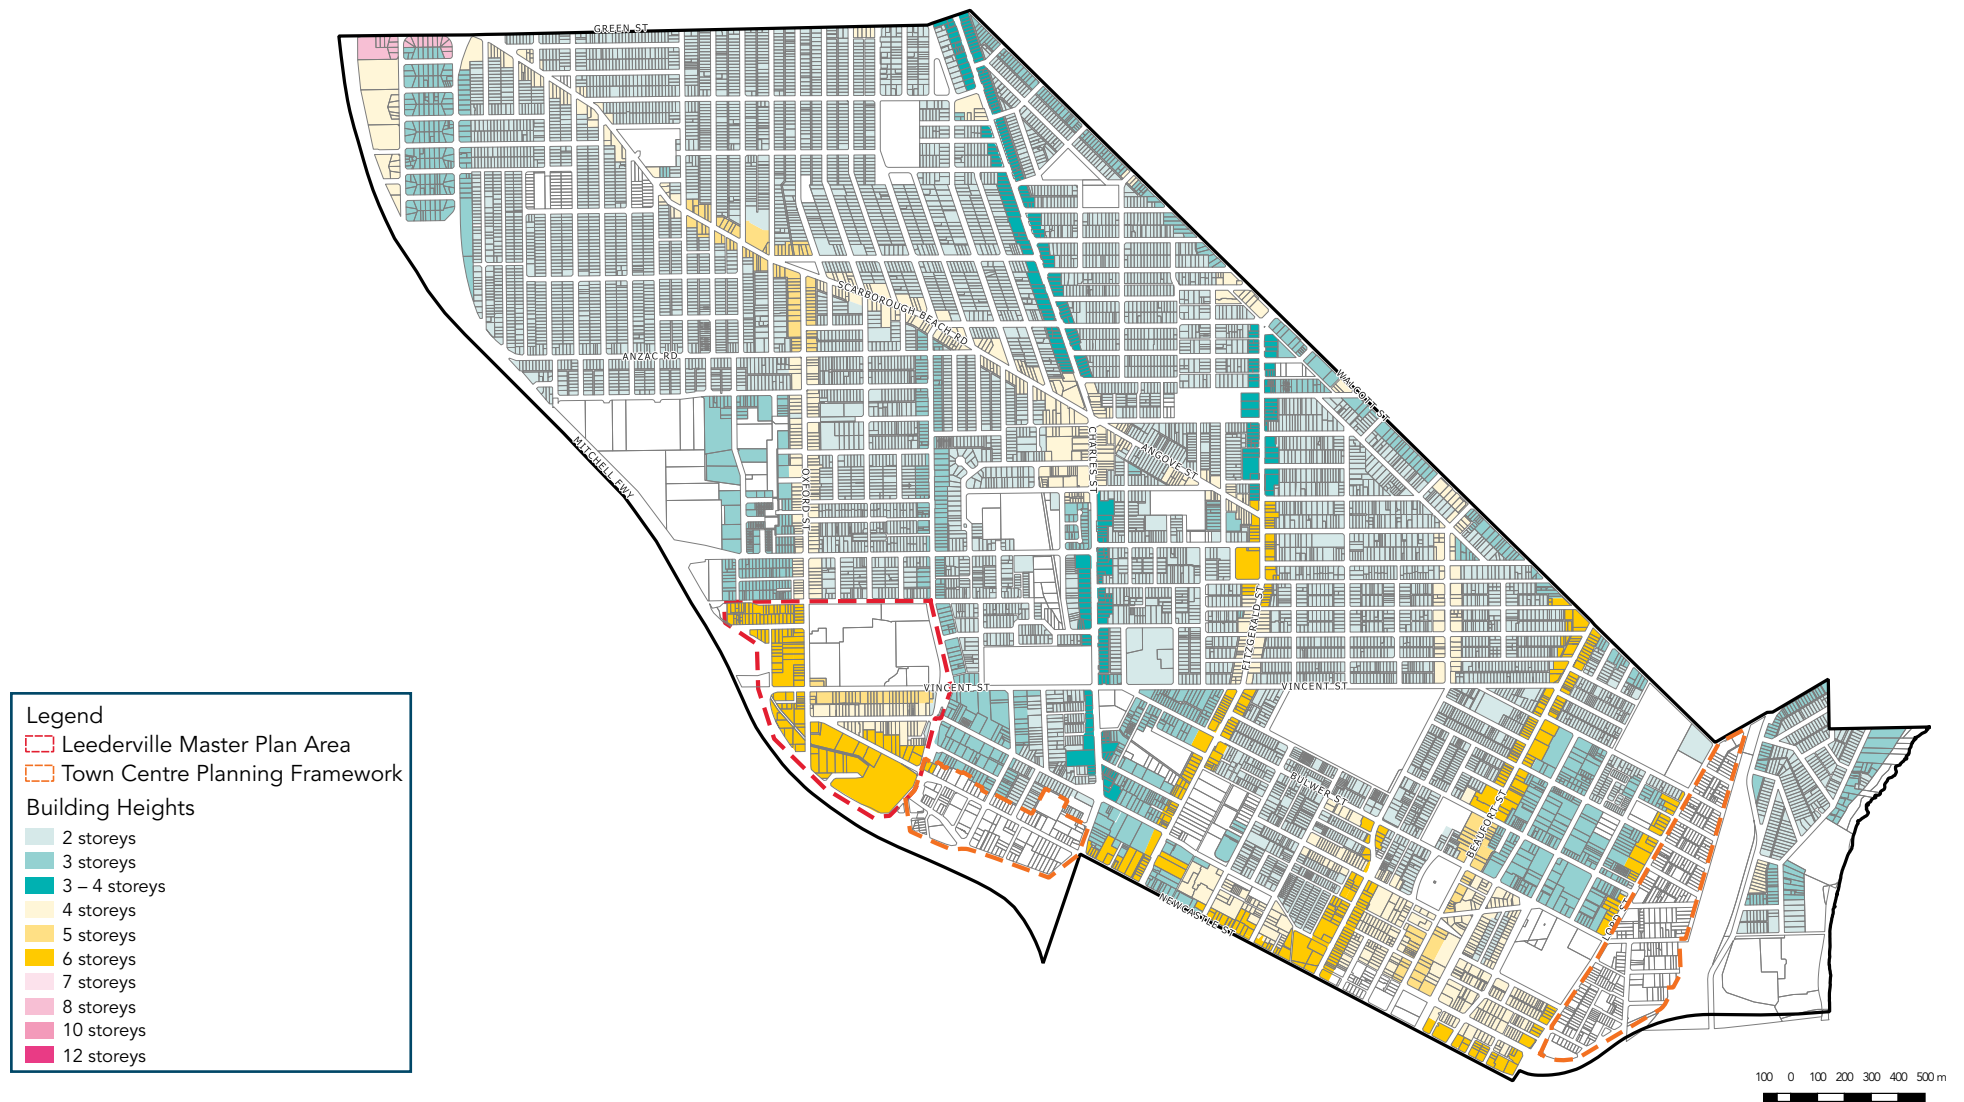 GREEN ST
SCARBOROUGH BEACH RD
ANZAC RD
WALCOTT ST
MITCHELL FWY
OXFORD ST
CHARLES ST
ANGOVE ST
FITZGERALD ST
VINCENT ST
VINCENT ST
BULWER ST
BEAUFORT ST
NEWCASTLE ST
LORD ST
Legend
Leederville Master Plan Area
Town Centre Planning Framework
Building Heights
2 storeys
3 storeys
3 – 4 storeys
4 storeys
5 storeys
6 storeys
7 storeys
8 storeys
10 storeys
12 storeys
100 0 100 200 300 400 500 m